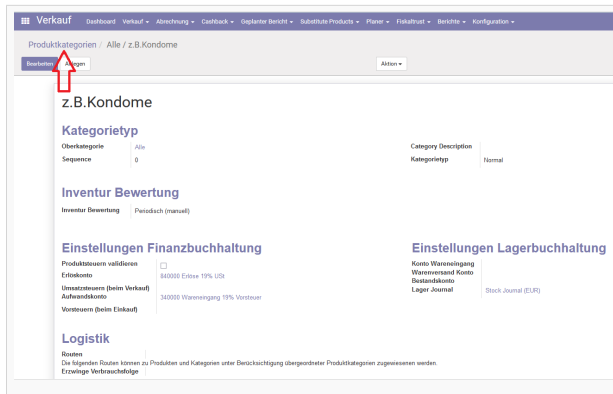 Verkauf Dashboard Verkauf Abrechnung Cashback Geplanter Bericht Substitute Products Planer Fiskaltrust Berichte Konfiguration
Produktkategorien / Alle / z.B.Kondome
Bearbeiten Anlegen Aktion
z.B.Kondome
Kategorietyp
Oberkategorie Alle Category Description
Sequence 0 Kategorietyp Normal
Inventur Bewertung
Inventur Bewertung Periodisch (manuell)
Einstellungen Finanzbuchhaltung Einstellungen Lagerbuchhaltung
Produktsteuern validieren Konto Wareneingang
Erlöskonto 840000 Erlöse 19% USt Warenversand Konto
Bestandskonto
Umsatzsteuern (beim Verkauf) Lager Journal Stock Journal (EUR)
Aufwandskonto 340000 Wareneingang 19% Vorsteuer
Vorsteuern (beim Einkauf)
Logistik
Routen
Die folgenden Routen können zu Produkten und Kategorien unter Berücksichtigung übergeordneter Produktkategorien zugewiesenen werden.
Erzwinge Verbrauchsfolge